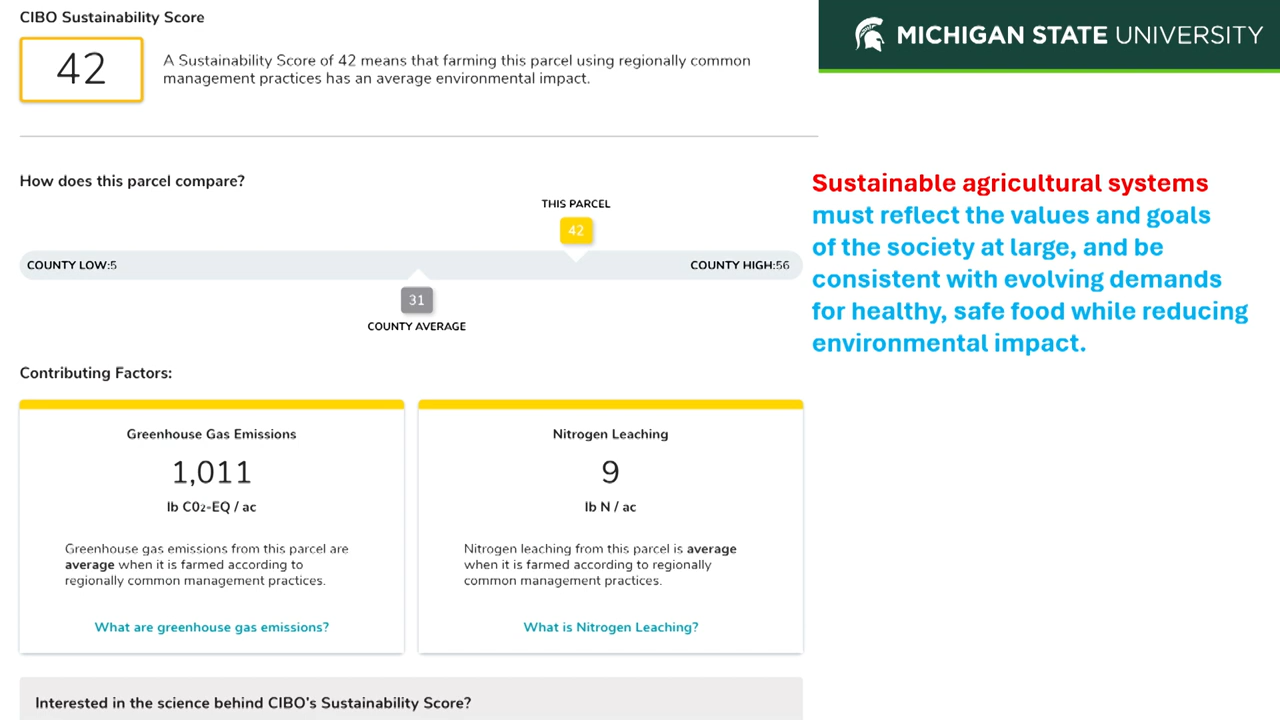 CIBO Sustainability Score
42
A Sustainability Score of 42 means that farming this parcel using regionally common
management practices has an average environmental impact.
MICHIGAN STATE UNIVERSITY
How does this parcel compare?
THIS PARCEL
42
COUNTY LOW:5
COUNTY HIGH:56
31
COUNTY AVERAGE
Sustainable agricultural systems
must reflect the values and goals
of the society at large, and be
consistent with evolving demands
for healthy, safe food while reducing
environmental impact.
Contributing Factors:
Greenhouse Gas Emissions
1,011
lb C0₂-EQ / ac
Greenhouse gas emissions from this parcel are
average when it is farmed according to
regionally common management practices.
What are greenhouse gas emissions?
Nitrogen Leaching
9
lb N / ac
Nitrogen leaching from this parcel is average
when it is farmed according to regionally
common management practices.
What is Nitrogen Leaching?
Interested in the science behind CIBO's Sustainability Score?